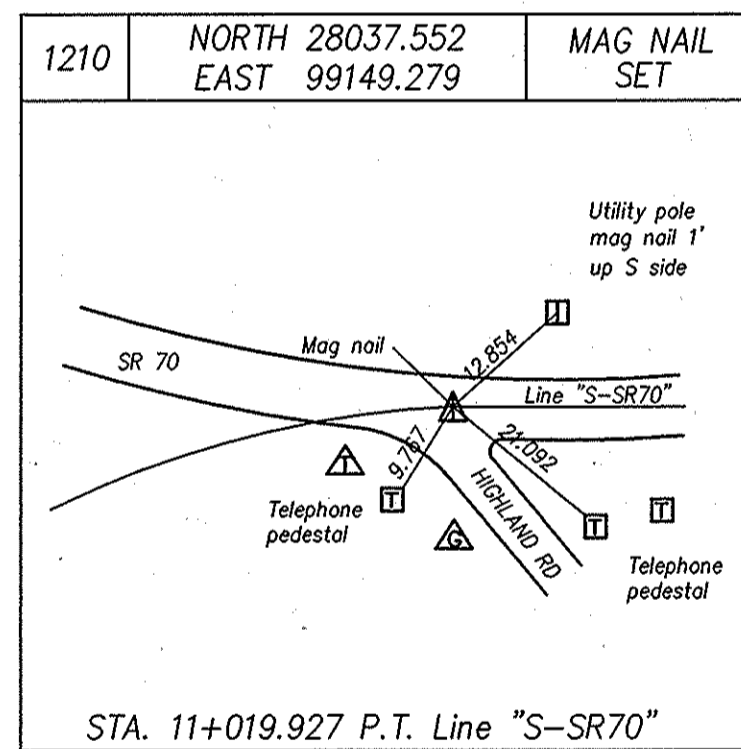 1210
NORTH 28037.552
EAST 99149.279
MAG NAIL
SET
Utility pole
mag nail 1'
up S side
Mag nail
SR 70
12.854
Line "S-SR70"
9.767
21.092
T
T
T
T
G
HIGHLAND RD
Telephone
pedestal
Telephone
pedestal
STA. 11+019.927 P.T. Line "S-SR70"